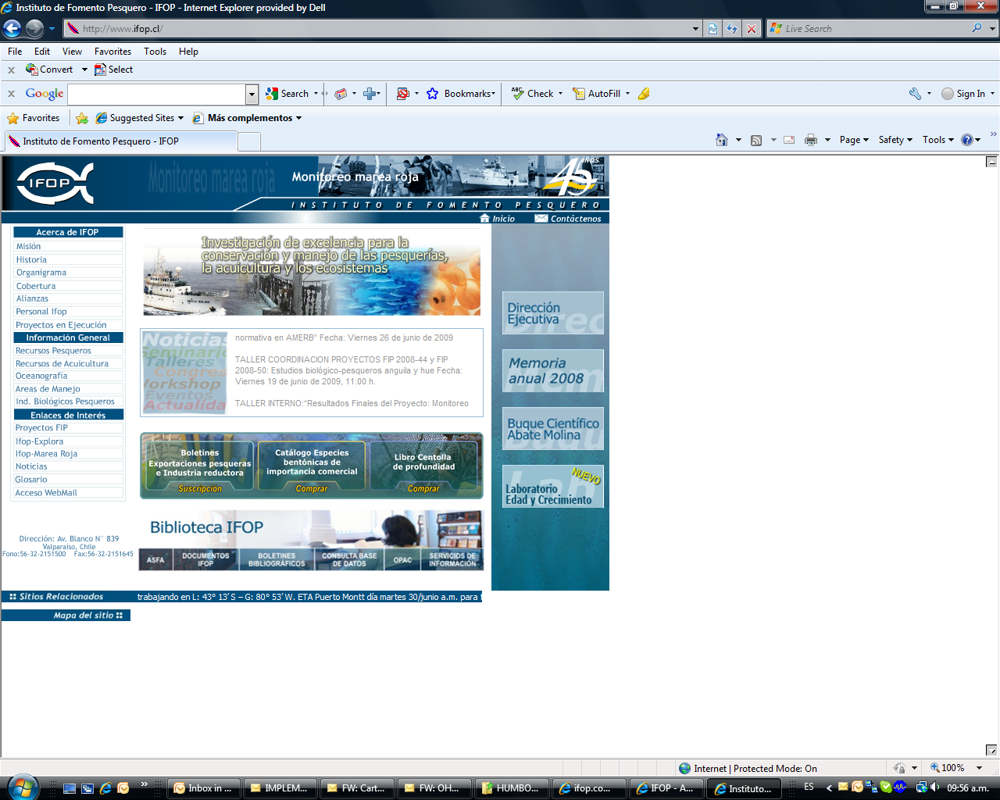 Instituto de Fomento Pesquero - IFOP - Internet Explorer provided by Dell
http://www.ifop.cl/
Live Search
File Edit View Favorites Tools Help
x Convert Select
x Google Search Bookmarks ABC Check AutoFill Sign In
Favorites Suggested Sites Más complementos
Instituto de Fomento Pesquero - IFOP
Page Safety Tools
IFOP
Monitoreo marea roja
Monitoreo marea roja
45 AÑOS
INSTITUTO DE FOMENTO PESQUERO
Inicio Contáctenos
Acerca de IFOP
Misión
Historia
Organigrama
Cobertura
Alianzas
Personal Ifop
Proyectos en Ejecución
Información General
Recursos Pesqueros
Recursos de Acuicultura
Oceanografía
Areas de Manejo
Ind. Biológicos Pesqueros
Enlaces de Interés
Proyectos FIP
Ifop-Explora
Ifop-Marea Roja
Noticias
Glosario
Acceso WebMail
Dirección: Av. Blanco N° 839
Valparaíso, Chile
Fono:56-32-2151500 Fax:56-32-2151645
Investigación de excelencia para la
conservación y manejo de las pesquerías,
la acuicultura y los ecosistemas
Noticias
Seminario
Talleres
Congres
Workshop
Eventos
Actualida
normativa en AMERB" Fecha: Viernes 26 de junio de 2009
TALLER COORDINACION PROYECTOS FIP 2008-44 y FIP
2008-50: Estudios biológico-pesqueros anguila y hue Fecha:
Viernes 19 de junio de 2009, 11:00 h.
TALLER INTERNO:"Resultados Finales del Proyecto: Monitoreo
Boletines
Exportaciones pesqueras
e Industria reductora
Suscripción
Catálogo Especies
bentónicas de
importancia comercial
Comprar
Libro Centolla
de profundidad
Comprar
Biblioteca IFOP
ASFA
DOCUMENTOS
IFOP
BOLETINES
BIBLIOGRÁFICOS
CONSULTA BASE
DE DATOS
OPAC
SERVICIOS DE
INFORMACIÓN
Dirección
Ejecutiva
Memoria
anual 2008
Buque Científico
Abate Molina
NUEVO
Laboratorio
Edad y Crecimiento
Sitios Relacionados
trabajando en L: 43° 13´S – G: 80° 53´W. ETA Puerto Montt día martes 30/junio a.m. para
Mapa del sitio
Internet | Protected Mode: On
100%
Inbox in ... IMPLEM... FW: Cart... FW: OH... HUMBO... ifop.co... IFOP - A... Instituto... ES 09:56 a.m.